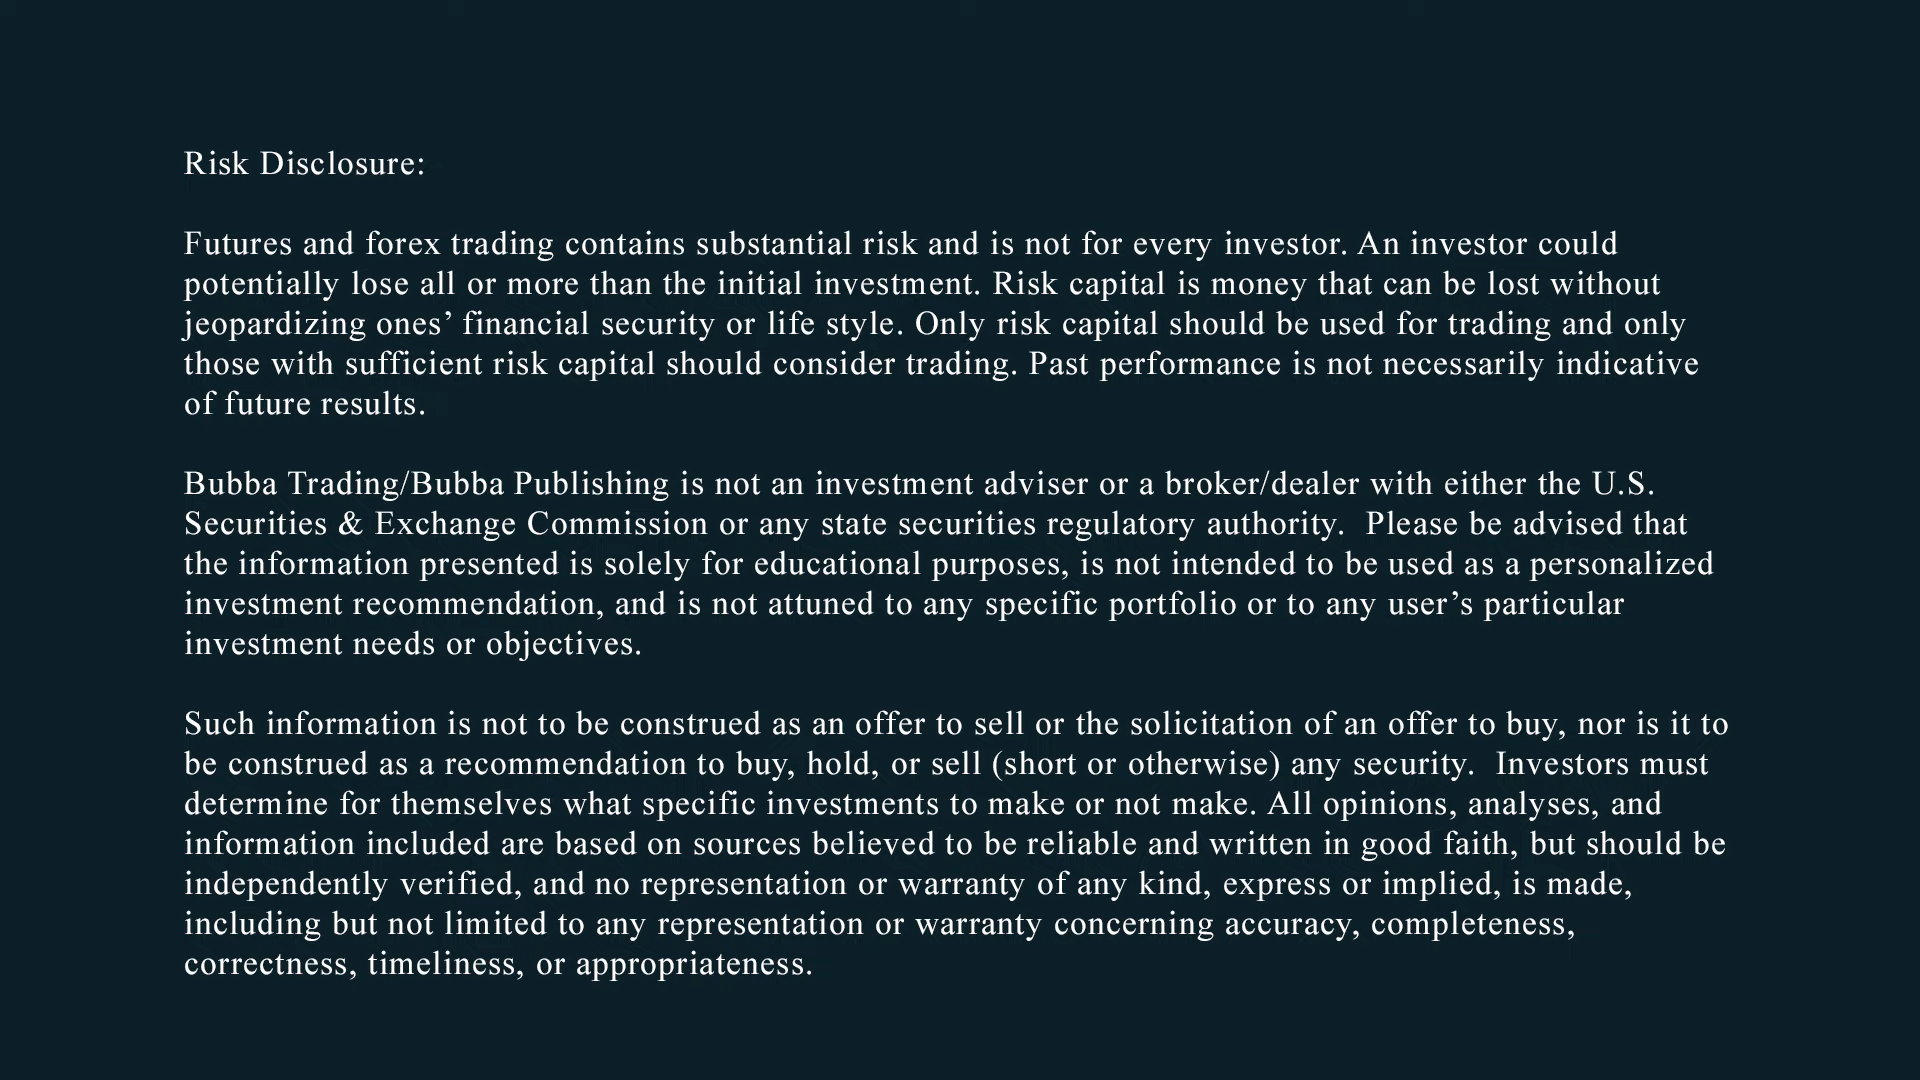 Risk Disclosure:
Futures and forex trading contains substantial risk and is not for every investor. An investor could
potentially lose all or more than the initial investment. Risk capital is money that can be lost without
jeopardizing ones’ financial security or life style. Only risk capital should be used for trading and only
those with sufficient risk capital should consider trading. Past performance is not necessarily indicative
of future results.
Bubba Trading/Bubba Publishing is not an investment adviser or a broker/dealer with either the U.S.
Securities & Exchange Commission or any state securities regulatory authority.  Please be advised that
the information presented is solely for educational purposes, is not intended to be used as a personalized
investment recommendation, and is not attuned to any specific portfolio or to any user’s particular
investment needs or objectives.
Such information is not to be construed as an offer to sell or the solicitation of an offer to buy, nor is it to
be construed as a recommendation to buy, hold, or sell (short or otherwise) any security.  Investors must
determine for themselves what specific investments to make or not make. All opinions, analyses, and
information included are based on sources believed to be reliable and written in good faith, but should be
independently verified, and no representation or warranty of any kind, express or implied, is made,
including but not limited to any representation or warranty concerning accuracy, completeness,
correctness, timeliness, or appropriateness.